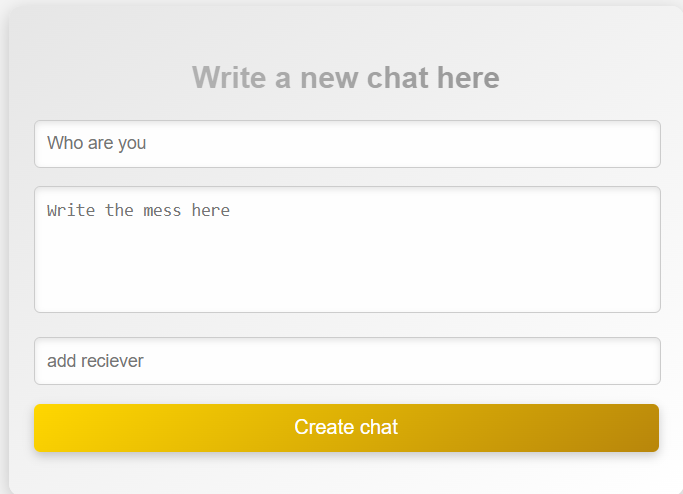 Write a new chat here
Who are you
Write the mess here
add reciever
Create chat